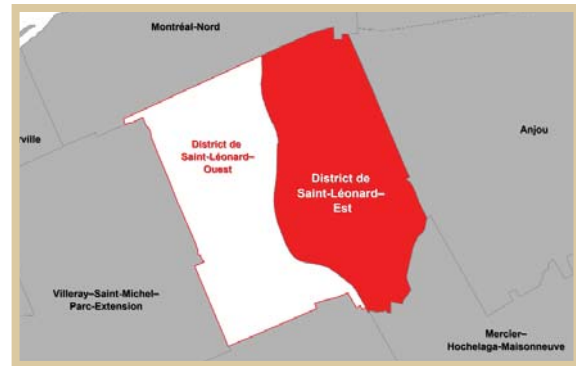 Montréal-Nord
rville
District de
Saint-Léonard–
Ouest
Anjou
District de
Saint-Léonard–
Est
Villeray–Saint-Michel–
Parc-Extension
Mercier–
Hochelaga-Maisonneuve